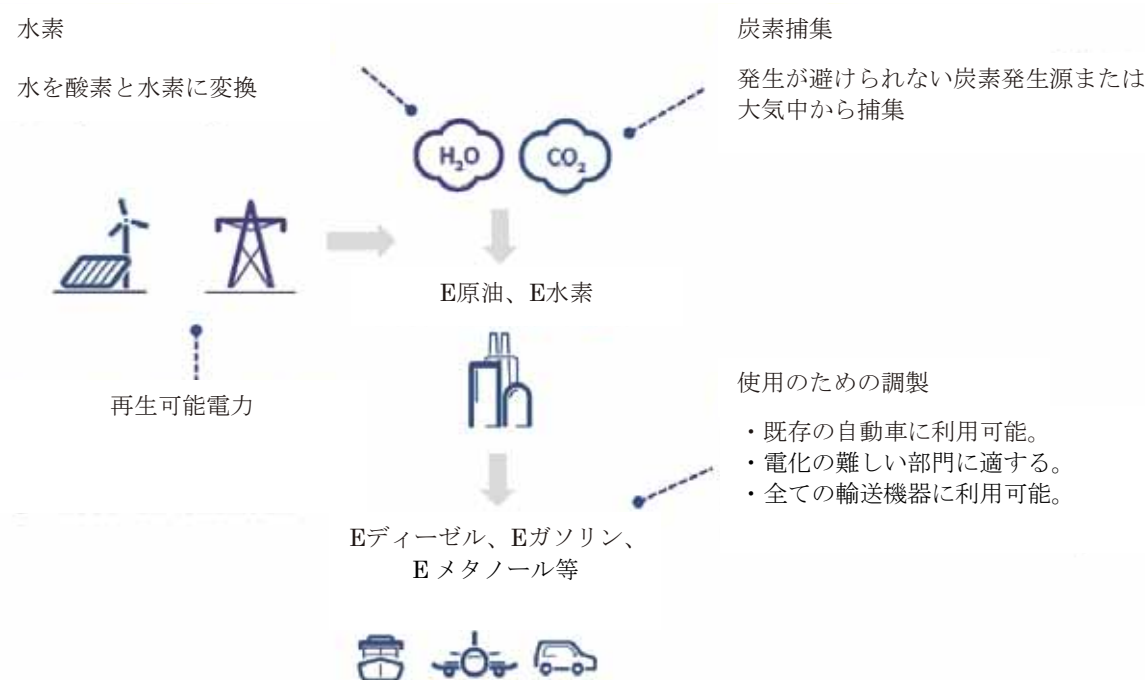 水素
水を酸素と水素に変換
炭素捕集
発生が避けられない炭素発生源または
大気中から捕集
H₂O
CO₂
E原油、E水素
再生可能電力
使用のための調製
・既存の自動車に利用可能。
・電化の難しい部門に適する。
・全ての輸送機器に利用可能。
Eディーゼル、Eガソリン、
E メタノール等